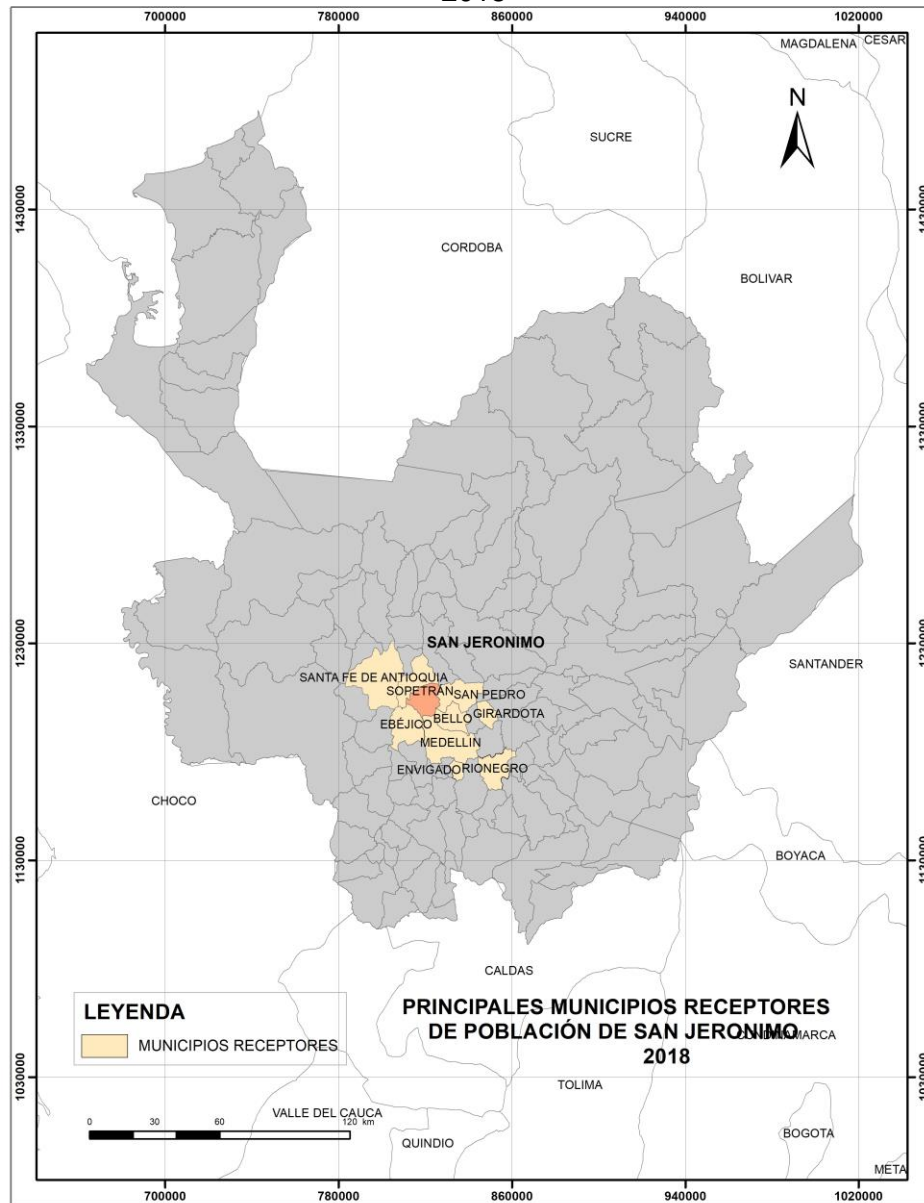 2018
700000 780000 860000 940000 1020000
MAGDALENA
CESAR
N
SUCRE
1430000 1430000
CORDOBA
BOLIVAR
1330000 1330000
SAN JERONIMO
1230000 1230000
SANTANDER
SANTA FE DE ANTIOQUIA
SOPETRÁN
SAN PEDRO
GIRARDOTA
BELLO
EBÉJICO
MEDELLIN
ENVIGADO
RIONEGRO
CHOCO
1130000 1130000
BOYACA
CALDAS
LEYENDA
MUNICIPIOS RECEPTORES
PRINCIPALES MUNICIPIOS RECEPTORES
DE POBLACIÓN DE SAN JERONIMO
2018
CUNDINAMARCA
1030000 1030000
TOLIMA
VALLE DEL CAUCA
0 30 60 120 km
QUINDIO
BOGOTA
META
700000 780000 860000 940000 1020000